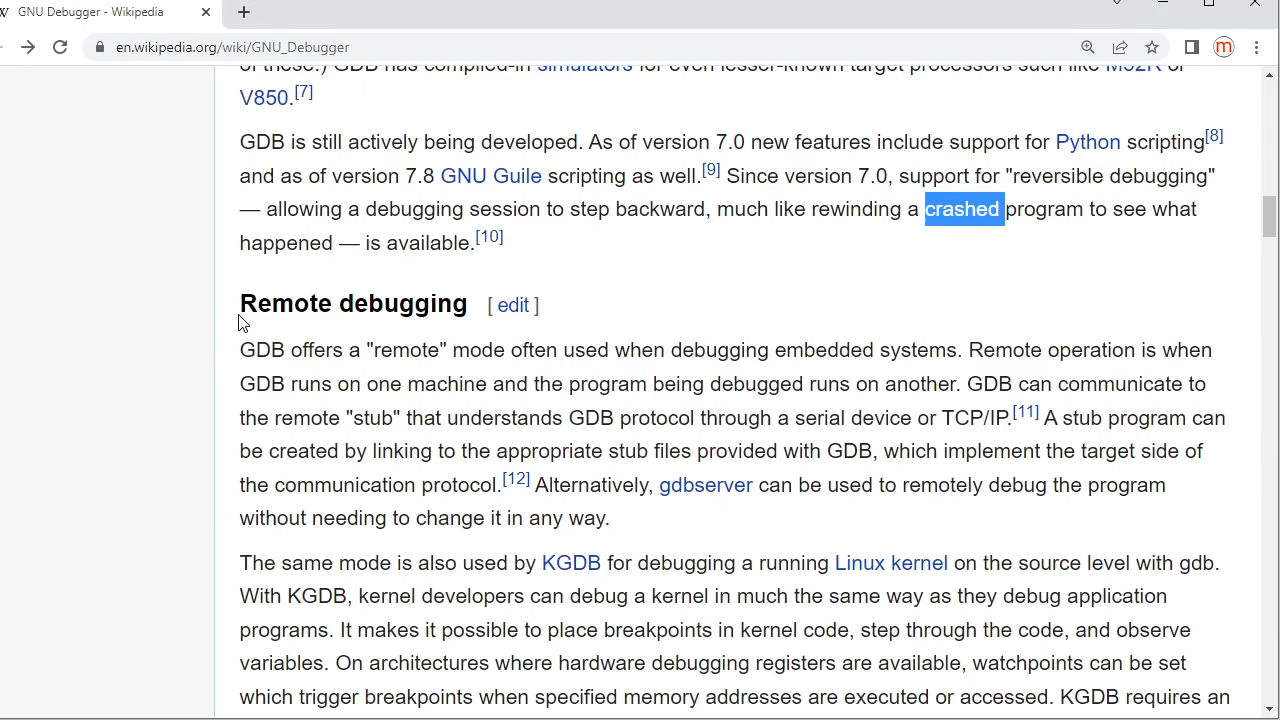 GNU Debugger - Wikipedia
en.wikipedia.org/wiki/GNU_Debugger
m
of these.) GDB has compiled-in simulators for even lesser-known target processors such like M32R or
V850.[7]
GDB is still actively being developed. As of version 7.0 new features include support for Python scripting[8]
and as of version 7.8 GNU Guile scripting as well.[9] Since version 7.0, support for "reversible debugging"
— allowing a debugging session to step backward, much like rewinding a crashed program to see what
happened — is available.[10]
Remote debugging [ edit ]
GDB offers a "remote" mode often used when debugging embedded systems. Remote operation is when
GDB runs on one machine and the program being debugged runs on another. GDB can communicate to
the remote "stub" that understands GDB protocol through a serial device or TCP/IP.[11] A stub program can
be created by linking to the appropriate stub files provided with GDB, which implement the target side of
the communication protocol.[12] Alternatively, gdbserver can be used to remotely debug the program
without needing to change it in any way.
The same mode is also used by KGDB for debugging a running Linux kernel on the source level with gdb.
With KGDB, kernel developers can debug a kernel in much the same way as they debug application
programs. It makes it possible to place breakpoints in kernel code, step through the code, and observe
variables. On architectures where hardware debugging registers are available, watchpoints can be set
which trigger breakpoints when specified memory addresses are executed or accessed. KGDB requires an